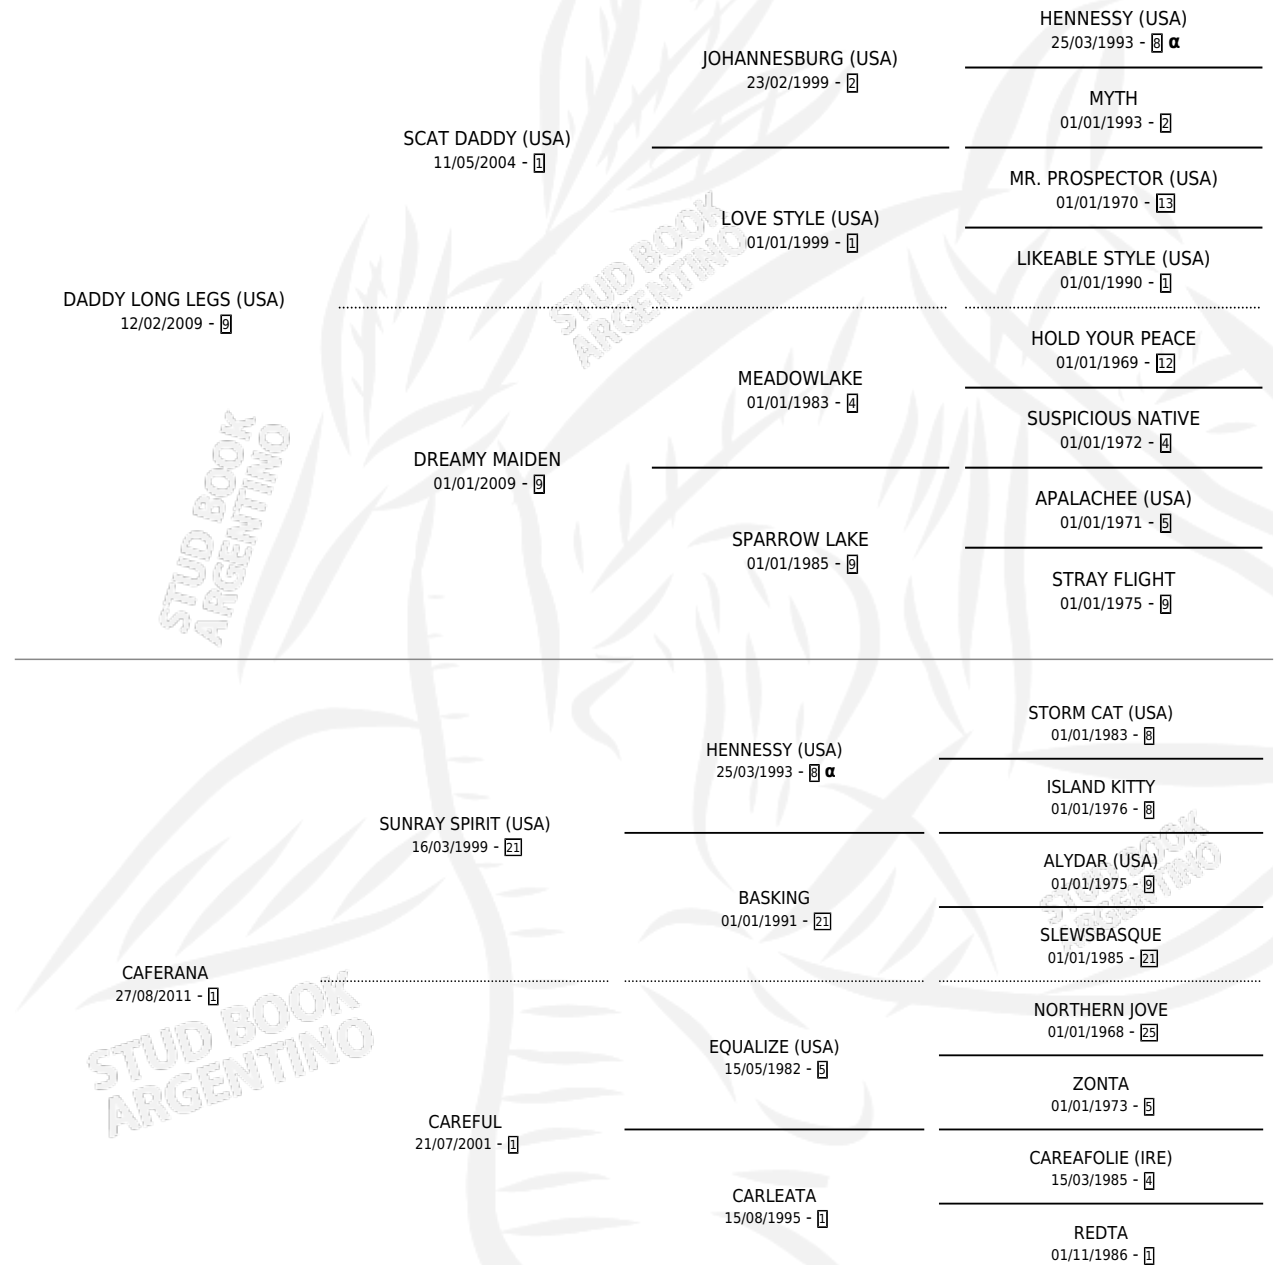 HENNESSY (USA)
25/03/1993 - 8 α
JOHANNESBURG (USA)
23/02/1999 - 2
MYTH
01/01/1993 - 2
SCAT DADDY (USA)
11/05/2004 - 1
MR. PROSPECTOR (USA)
01/01/1970 - 13
LOVE STYLE (USA)
01/01/1999 - 1
LIKEABLE STYLE (USA)
01/01/1990 - 1
STUD BOOK
ARGENTINO
DADDY LONG LEGS (USA)
12/02/2009 - 9
HOLD YOUR PEACE
01/01/1969 - 12
MEADOWLAKE
01/01/1983 - 4
SUSPICIOUS NATIVE
01/01/1972 - 4
DREAMY MAIDEN
01/01/2009 - 9
APALACHEE (USA)
01/01/1971 - 5
SPARROW LAKE
01/01/1985 - 9
STRAY FLIGHT
01/01/1975 - 9
STUD BOOK
ARGENTINO
STORM CAT (USA)
01/01/1983 - 8
HENNESSY (USA)
25/03/1993 - 8 α
ISLAND KITTY
01/01/1976 - 8
SUNRAY SPIRIT (USA)
16/03/1999 - 21
ALYDAR (USA)
01/01/1975 - 9
BASKING
01/01/1991 - 21
SLEWSBASQUE
01/01/1985 - 21
STUD BOOK
ARGENTINO
CAFERANA
27/08/2011 - 1
NORTHERN JOVE
01/01/1968 - 25
EQUALIZE (USA)
15/05/1982 - 5
ZONTA
01/01/1973 - 5
STUD BOOK
ARGENTINO
CAREFUL
21/07/2001 - 1
CAREAFOLIE (IRE)
15/03/1985 - 4
CARLEATA
15/08/1995 - 1
REDTA
01/11/1986 - 1